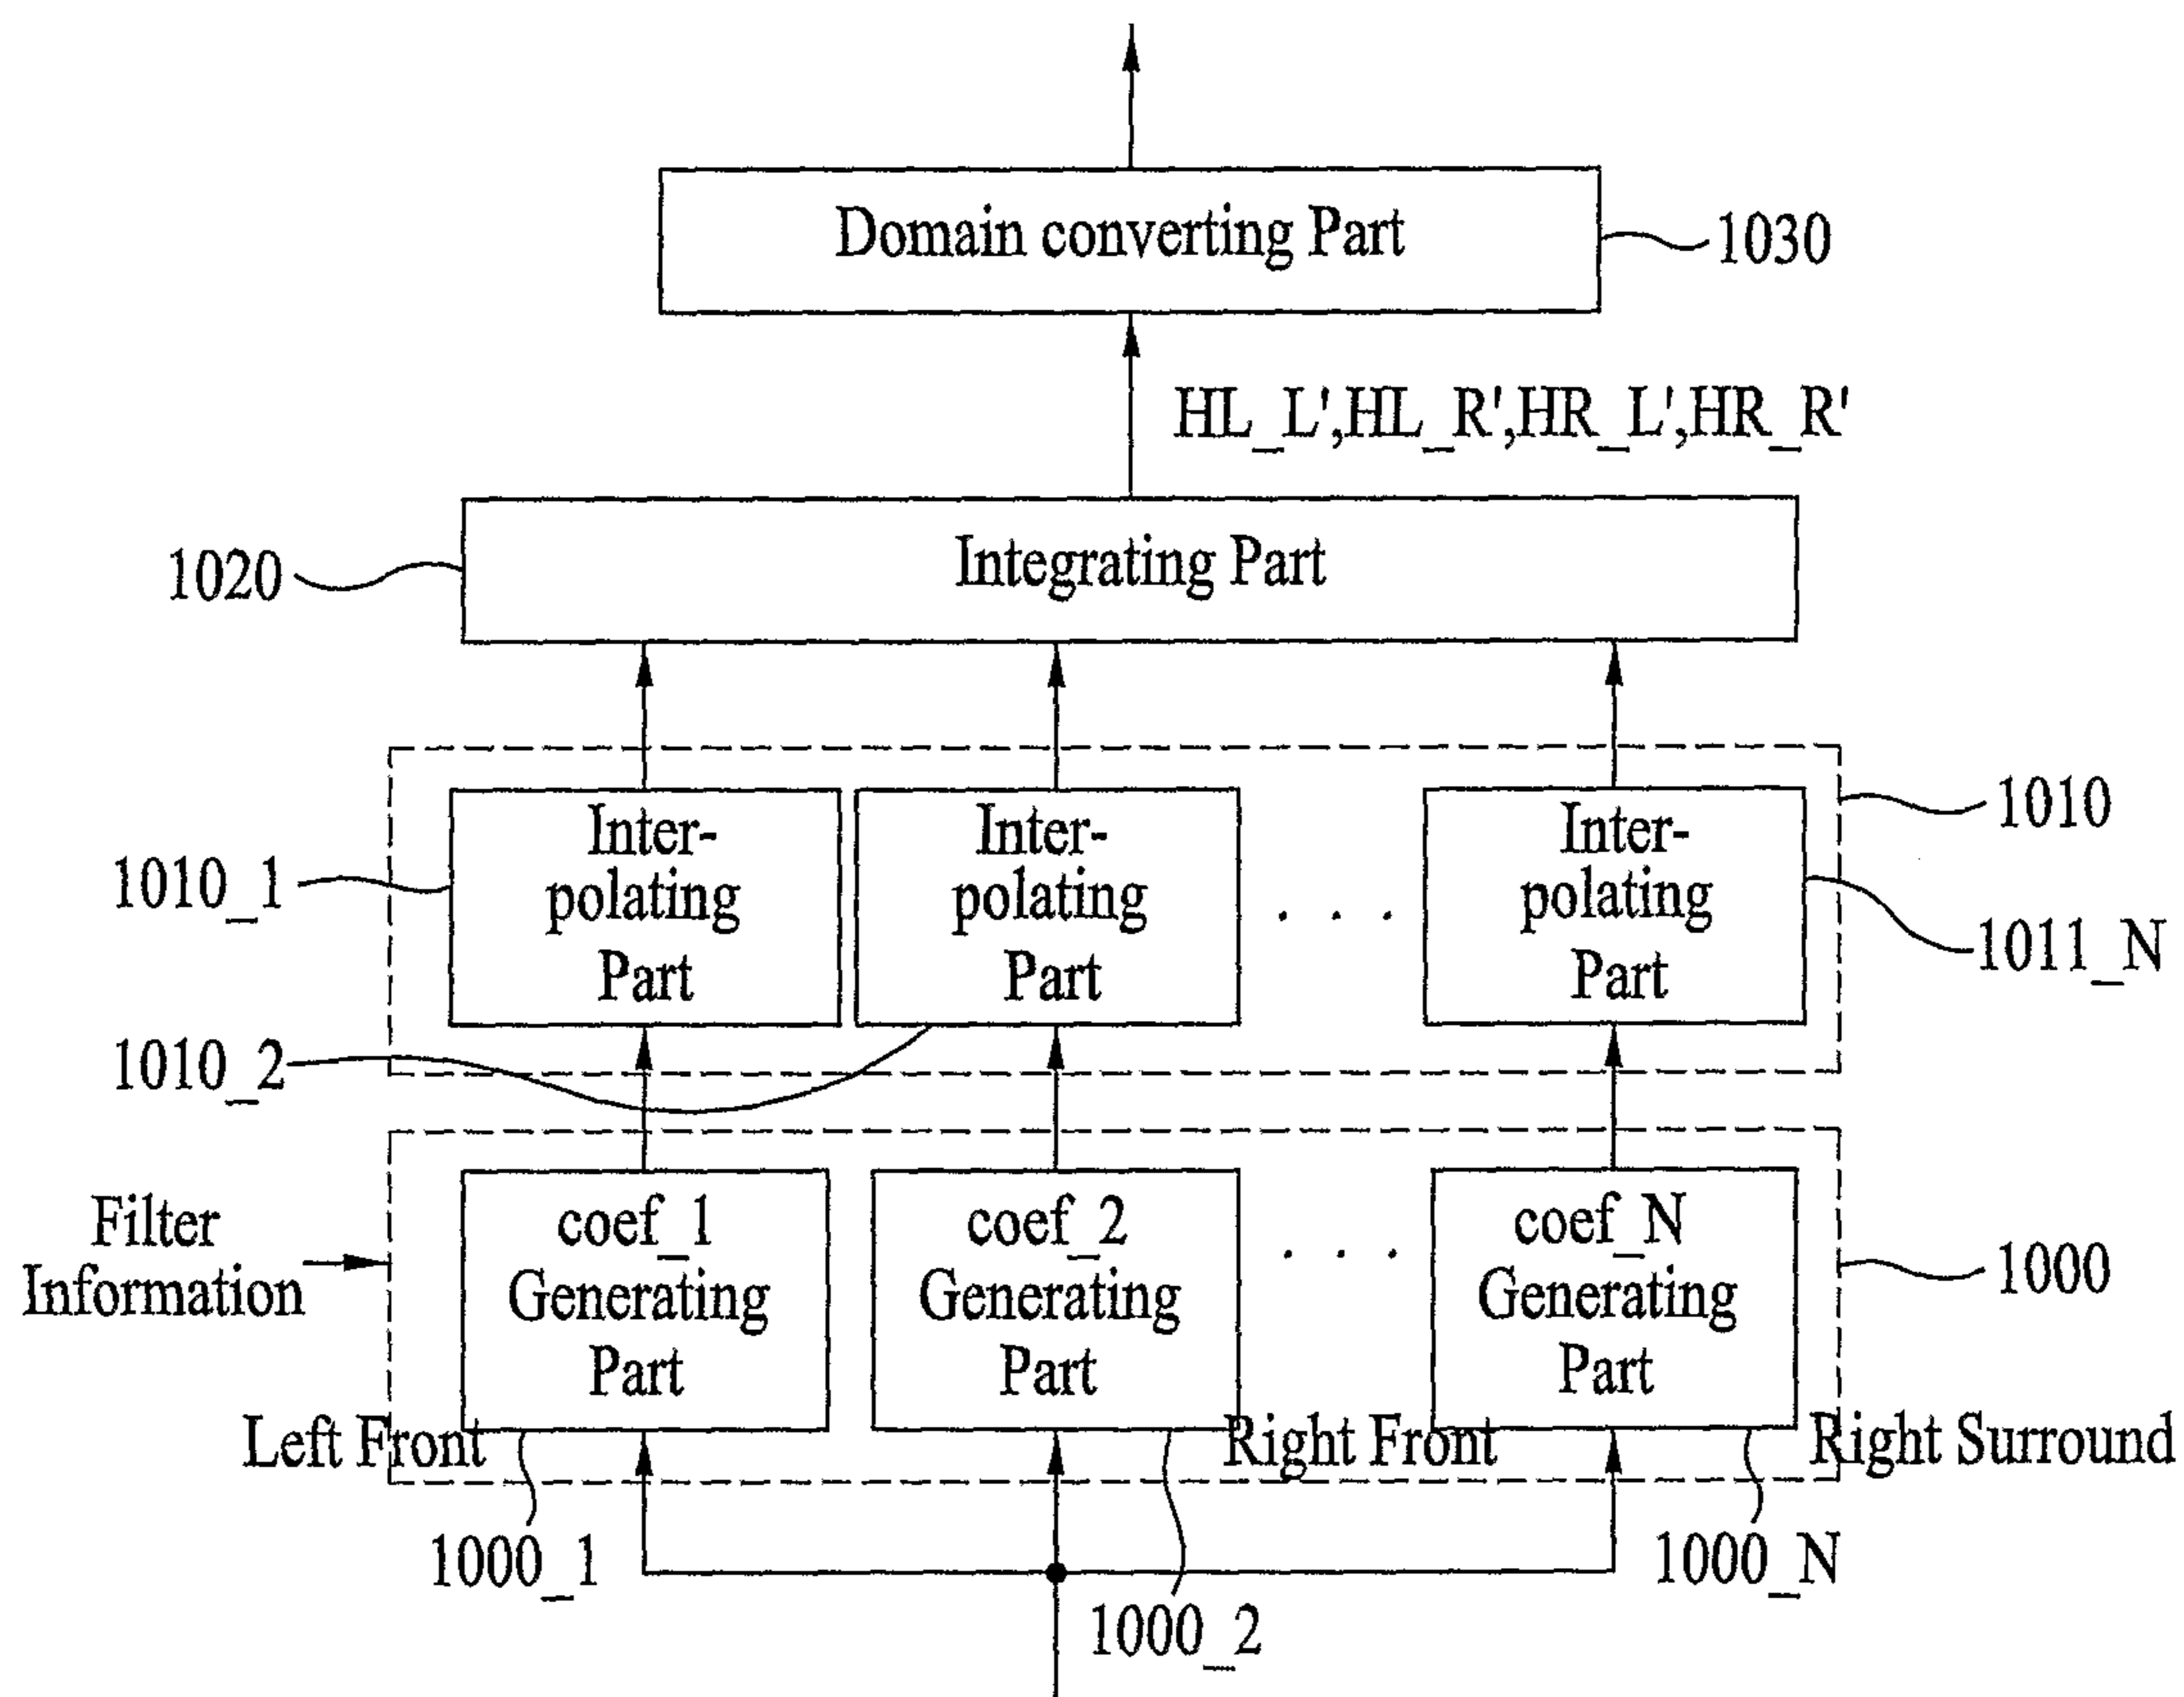 Domain converting Part
1030
HL_L',HL_R',HR_L',HR_R'
1020
Integrating Part
Inter-
polating
Part
Inter-
polating
Part
. . .
Inter-
polating
Part
1010
1010_1
1011_N
1010_2
Filter
Information
coef_1
Generating
Part
coef_2
Generating
Part
. . .
coef_N
Generating
Part
1000
Left Front
Right Front
Right Surround
1000_1
1000_2
1000_N